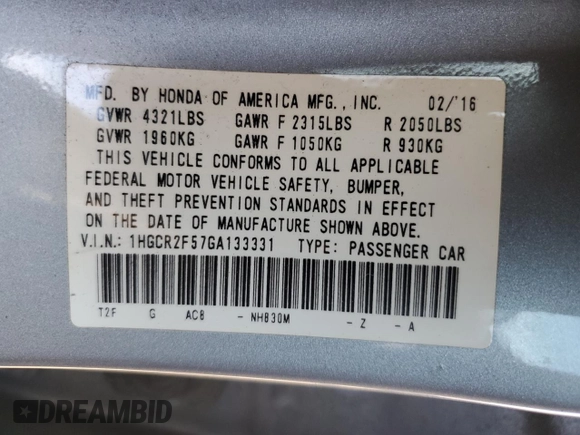 MFD. BY HONDA OF AMERICA MFG., INC. 02/'16
GVWR 4321LBS GAWR F 2315LBS R 2050LBS
GVWR 1960KG GAWR F 1050KG R 930KG
THIS VEHICLE CONFORMS TO ALL APPLICABLE
FEDERAL MOTOR VEHICLE SAFETY, BUMPER,
AND THEFT PREVENTION STANDARDS IN EFFECT
ON THE DATE OF MANUFACTURE SHOWN ABOVE.
V.I.N.: 1HGCR2F57GA133331 TYPE: PASSENGER CAR
T2F G AC8 - NH830M - Z - A
DREAMBID